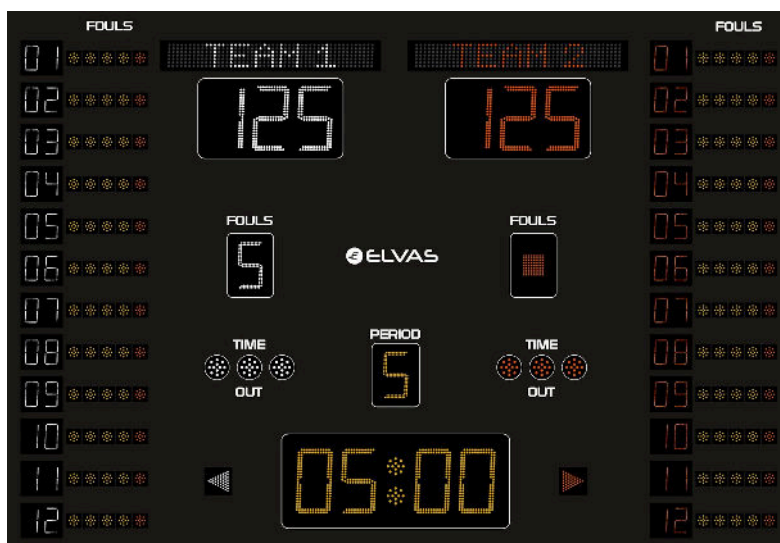 FOULS FOULS
01 TEAM 1 TEAM 2 01
02 125 125 02
03 03
04 04
05 FOULS FOULS 05
06 5 ELVAS 06
07 07
08 TIME PERIOD TIME 08
09 OUT 5 OUT 09
10 10
11 05:00 11
12 12